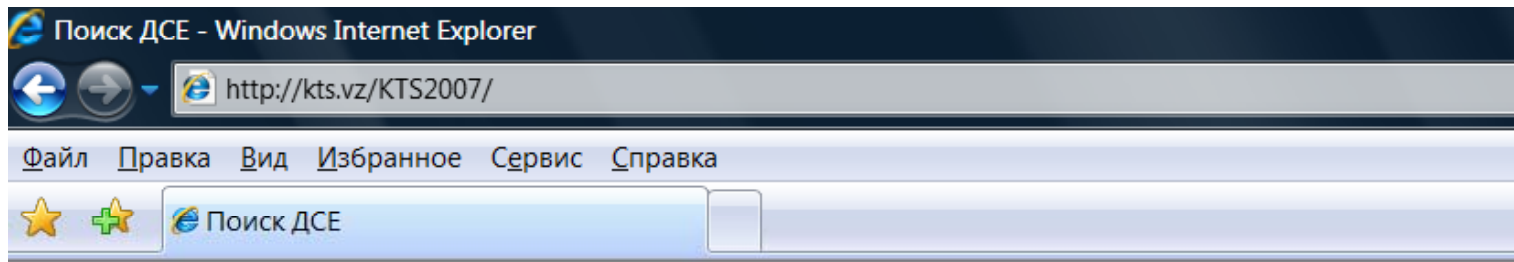 Поиск ДСЕ - Windows Internet Explorer
http://kts.vz/KTS2007/
Файл Правка Вид Избранное Сервис Справка
Поиск ДСЕ